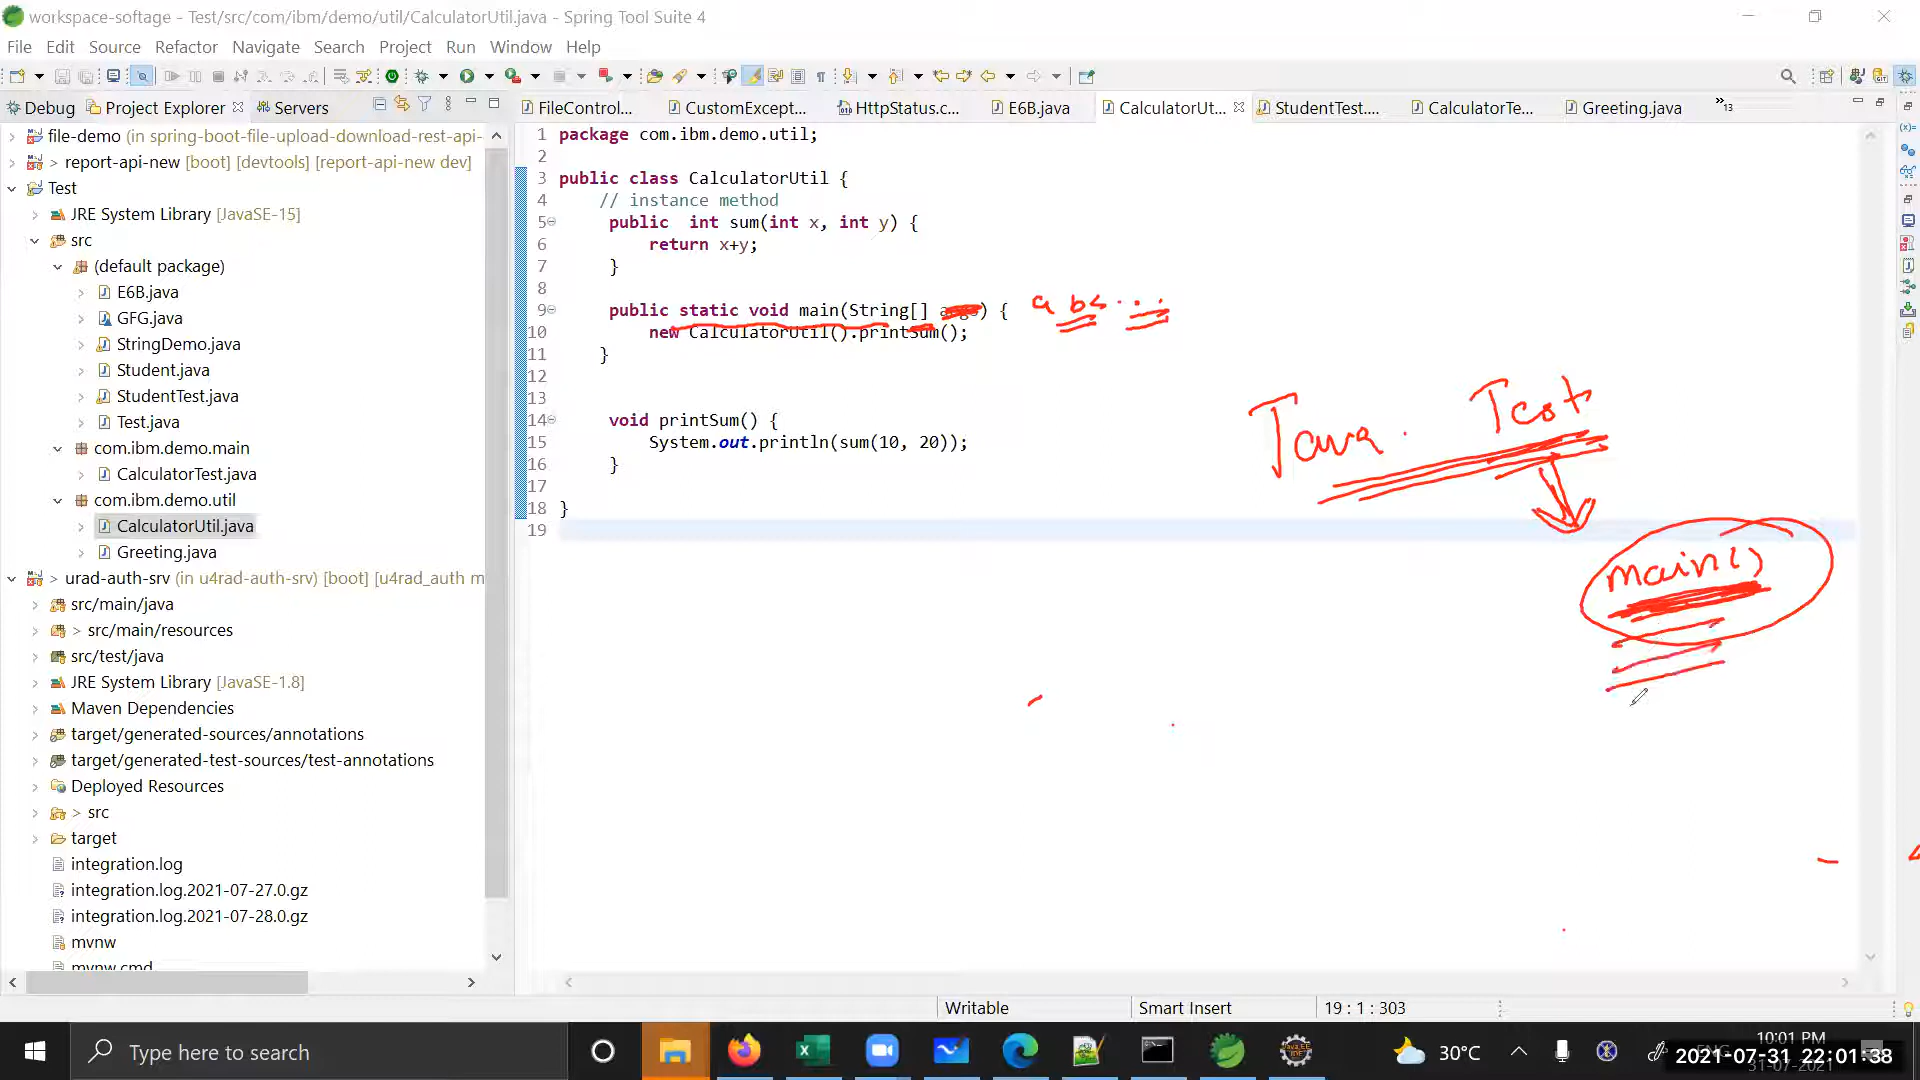 workspace-softage - Test/src/com/ibm/demo/util/CalculatorUtil.java - Spring Tool Suite 4
File Edit Source Refactor Navigate Search Project Run Window Help
Debug Project Explorer Servers
FileControl... CustomExcept... HttpStatus.c... E6B.java CalculatorUt... StudentTest.... CalculatorTe... Greeting.java »13
file-demo (in spring-boot-file-upload-download-rest-api-
> report-api-new [boot] [devtools] [report-api-new dev]
Test
JRE System Library [JavaSE-15]
src
(default package)
E6B.java
GFG.java
StringDemo.java
Student.java
StudentTest.java
Test.java
com.ibm.demo.main
CalculatorTest.java
com.ibm.demo.util
CalculatorUtil.java
Greeting.java
> urad-auth-srv (in u4rad-auth-srv) [boot] [u4rad_auth m
src/main/java
> src/main/resources
src/test/java
JRE System Library [JavaSE-1.8]
Maven Dependencies
target/generated-sources/annotations
target/generated-test-sources/test-annotations
Deployed Resources
> src
target
integration.log
integration.log.2021-07-27.0.gz
integration.log.2021-07-28.0.gz
mvnw
mvnw.cmd
1 package com.ibm.demo.util;
2
3 public class CalculatorUtil {
4 // instance method
5 public int sum(int x, int y) {
6 return x+y;
7 }
8
9 public static void main(String[] args) {
10 new CalculatorUtil().printSum();
11 }
12
13
14 void printSum() {
15 System.out.println(sum(10, 20));
16 }
17
18 }
19
Java Test
main()
Writable Smart Insert 19 : 1 : 303
Type here to search
30°C
10:01 PM
2021-07-31 22:01:38
31-07-2021